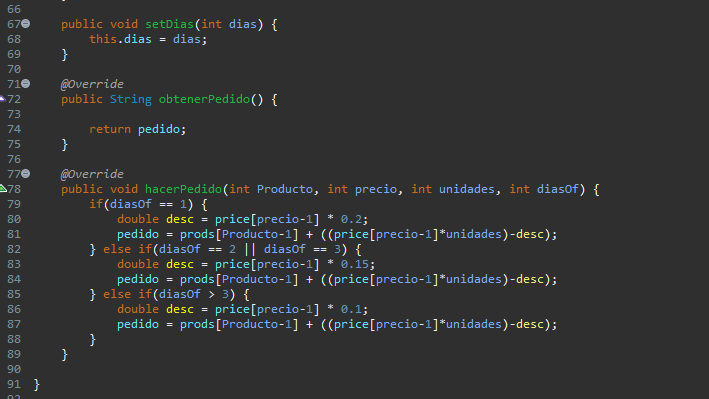 66
67 public void setDias(int dias) {
68 this.dias = dias;
69 }
70
71 @Override
72 public String obtenerPedido() {
73
74 return pedido;
75 }
76
77 @Override
78 public void hacerPedido(int Producto, int precio, int unidades, int diasOf) {
79 if(diasOf == 1) {
80 double desc = price[precio-1] * 0.2;
81 pedido = prods[Producto-1] + ((price[precio-1]*unidades)-desc);
82 } else if(diasOf == 2 || diasOf == 3) {
83 double desc = price[precio-1] * 0.15;
84 pedido = prods[Producto-1] + ((price[precio-1]*unidades)-desc);
85 } else if(diasOf > 3) {
86 double desc = price[precio-1] * 0.1;
87 pedido = prods[Producto-1] + ((price[precio-1]*unidades)-desc);
88 }
89 }
90
91 }
92